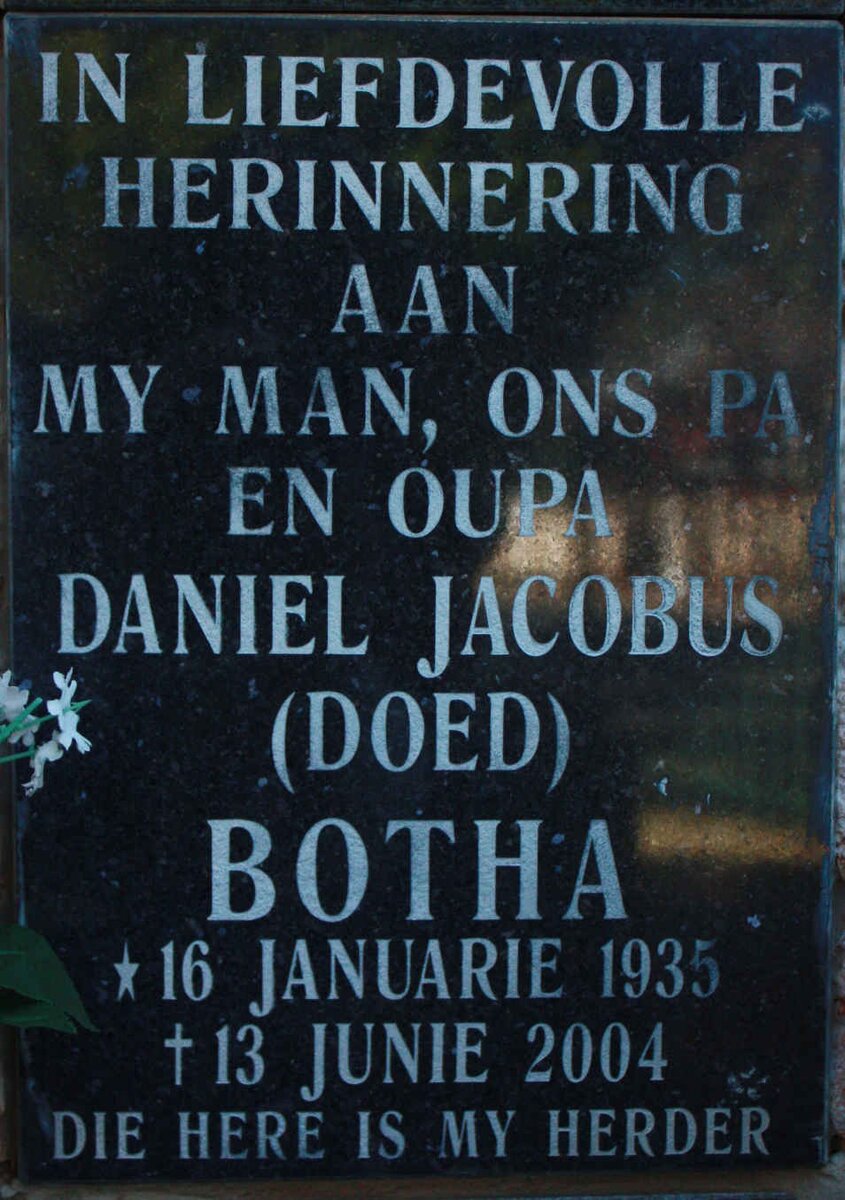 IN LIEFDEVOLLE
HERINNERING
AAN
MY MAN, ONS PA
EN OUPA
DANIEL JACOBUS
(DOED)
BOTHA
★ 16 JANUARIE 1935
✝ 13 JUNIE 2004
DIE HERE IS MY HERDER